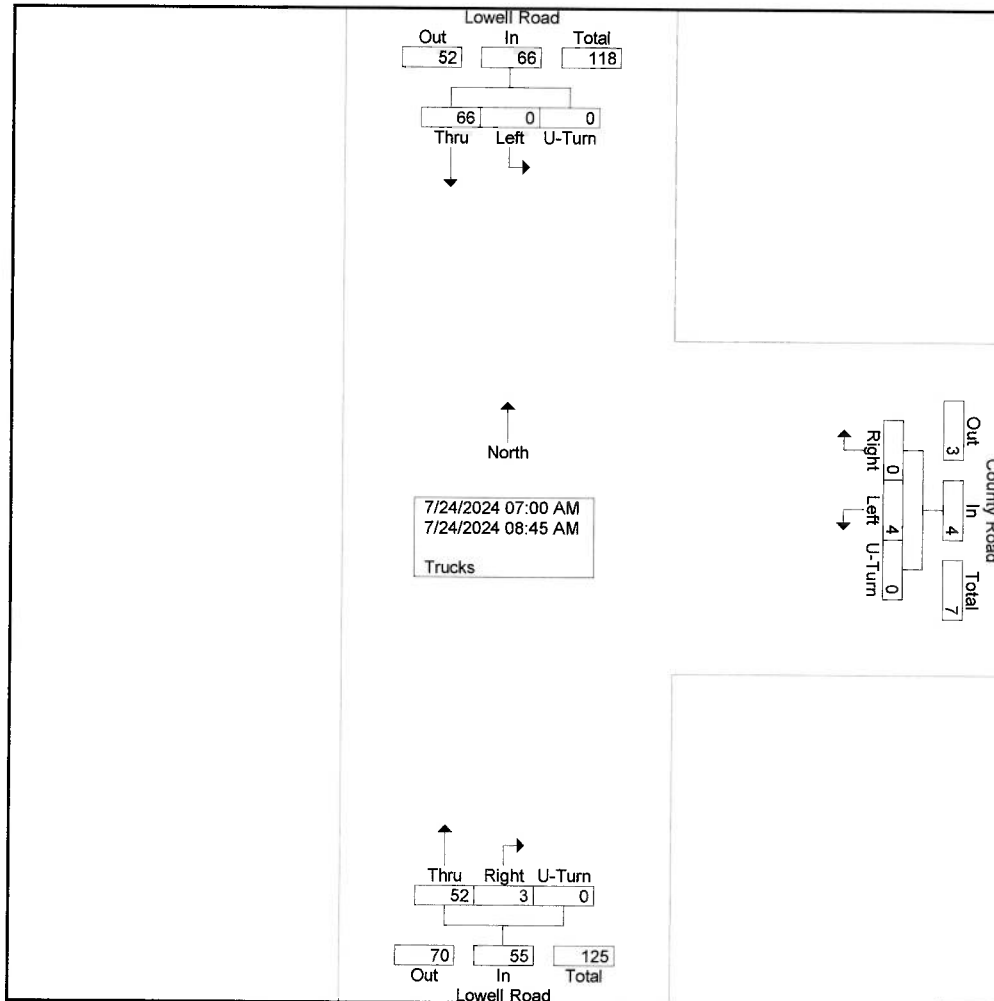 Lowell Road
Out In Total
52 66 118
66 0 0
Thru Left U-Turn
North
7/24/2024 07:00 AM
7/24/2024 08:45 AM
Trucks
County Road
Out In Total
3 4 7
0 4 0
Right Left U-Turn
Thru Right U-Turn
52 3 0
70 55 125
Out In Total
Lowell Road